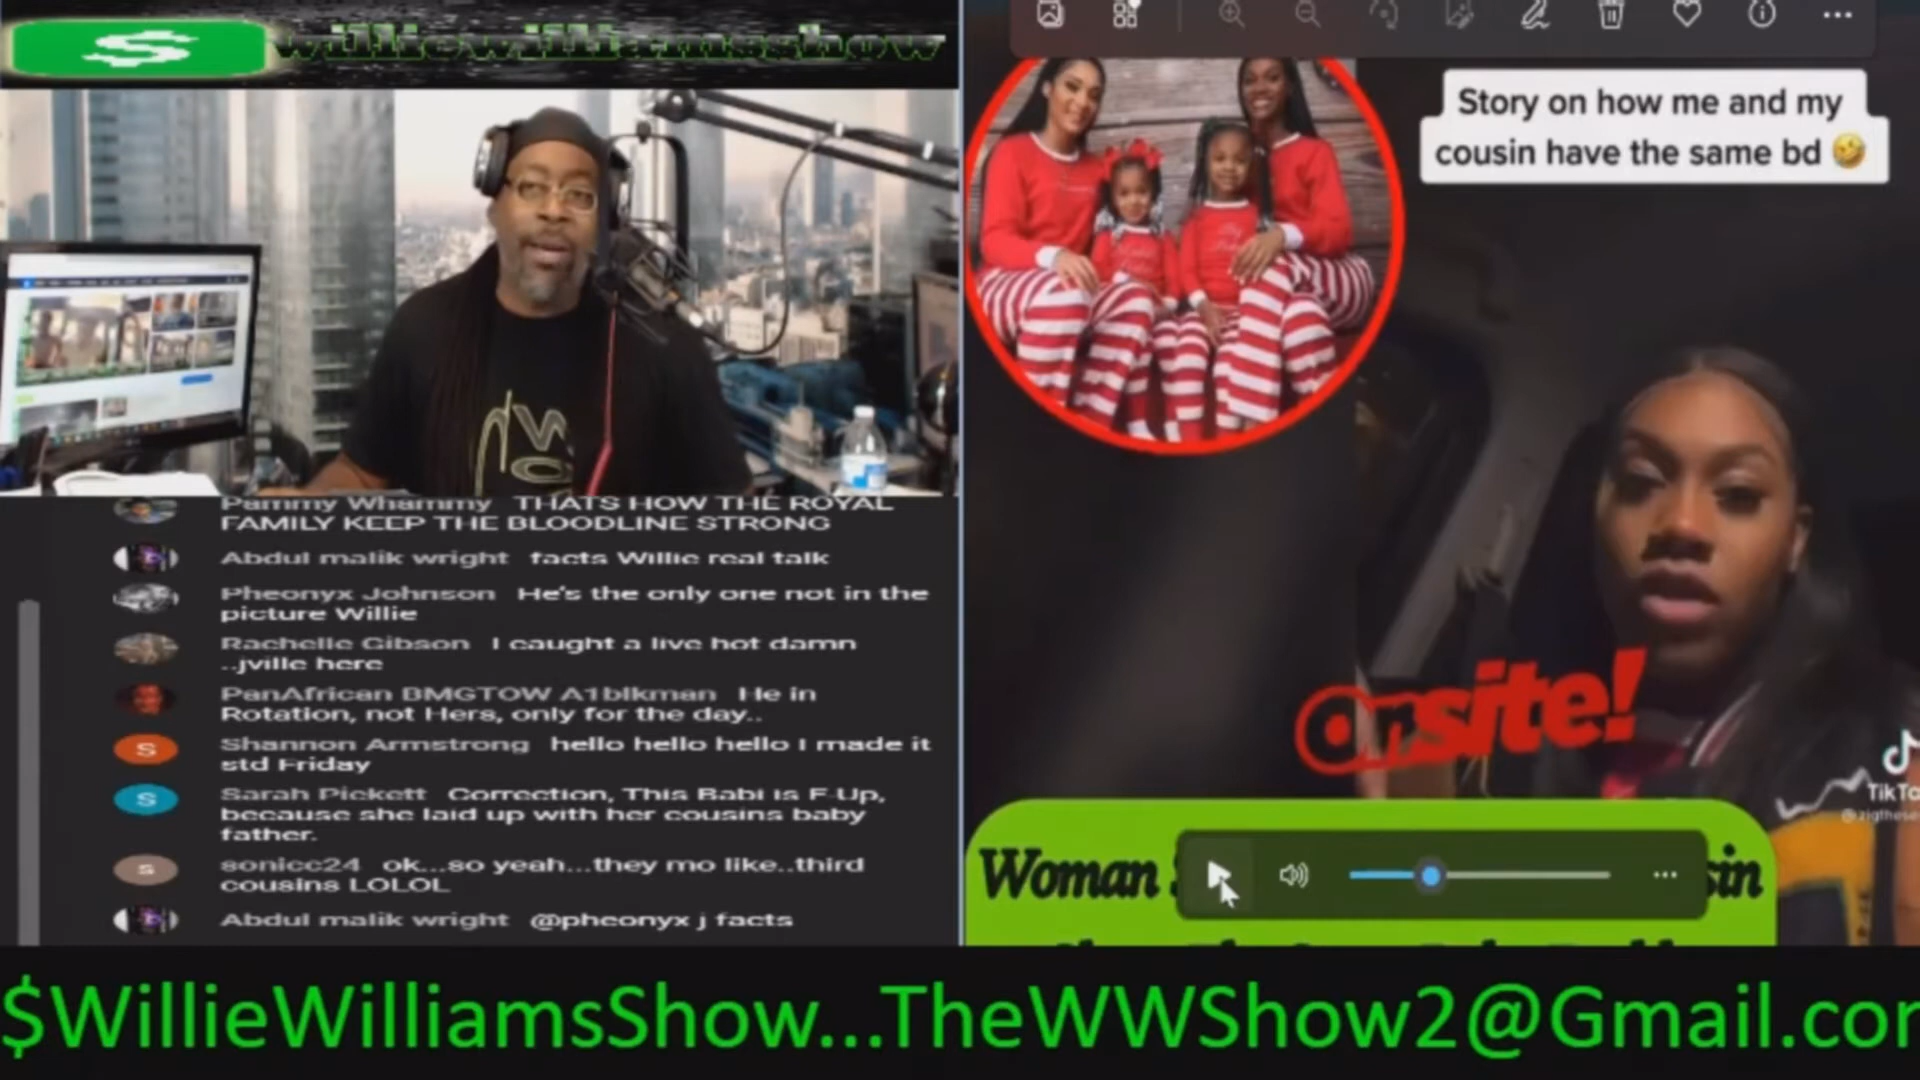 williewilliamsshow
Story on how me and my
cousin have the same bd 🤣
Pammy Whammy THATS HOW THE ROYAL
FAMILY KEEP THE BLOODLINE STRONG
Abdul malik wright facts Willie real talk
Pheonyx Johnson He's the only one not in the
picture Willie
Rachelle Gibson I caught a live hot damn
..jville here
PanAfrican BMGTOW A1blkman He in
Rotation, not Hers, only for the day..
S
Shannon Armstrong hello hello hello I made it
std Friday
S
Sarah Pickett Correction, This Babi is F-Up,
because she laid up with her cousins baby
father.
s
sonicc24 ok...so yeah...they mo like..third
cousins LOLOL
Abdul malik wright @pheonyx j facts
Onsite!
Woman
$WillieWilliamsShow...TheWWShow2@Gmail.co